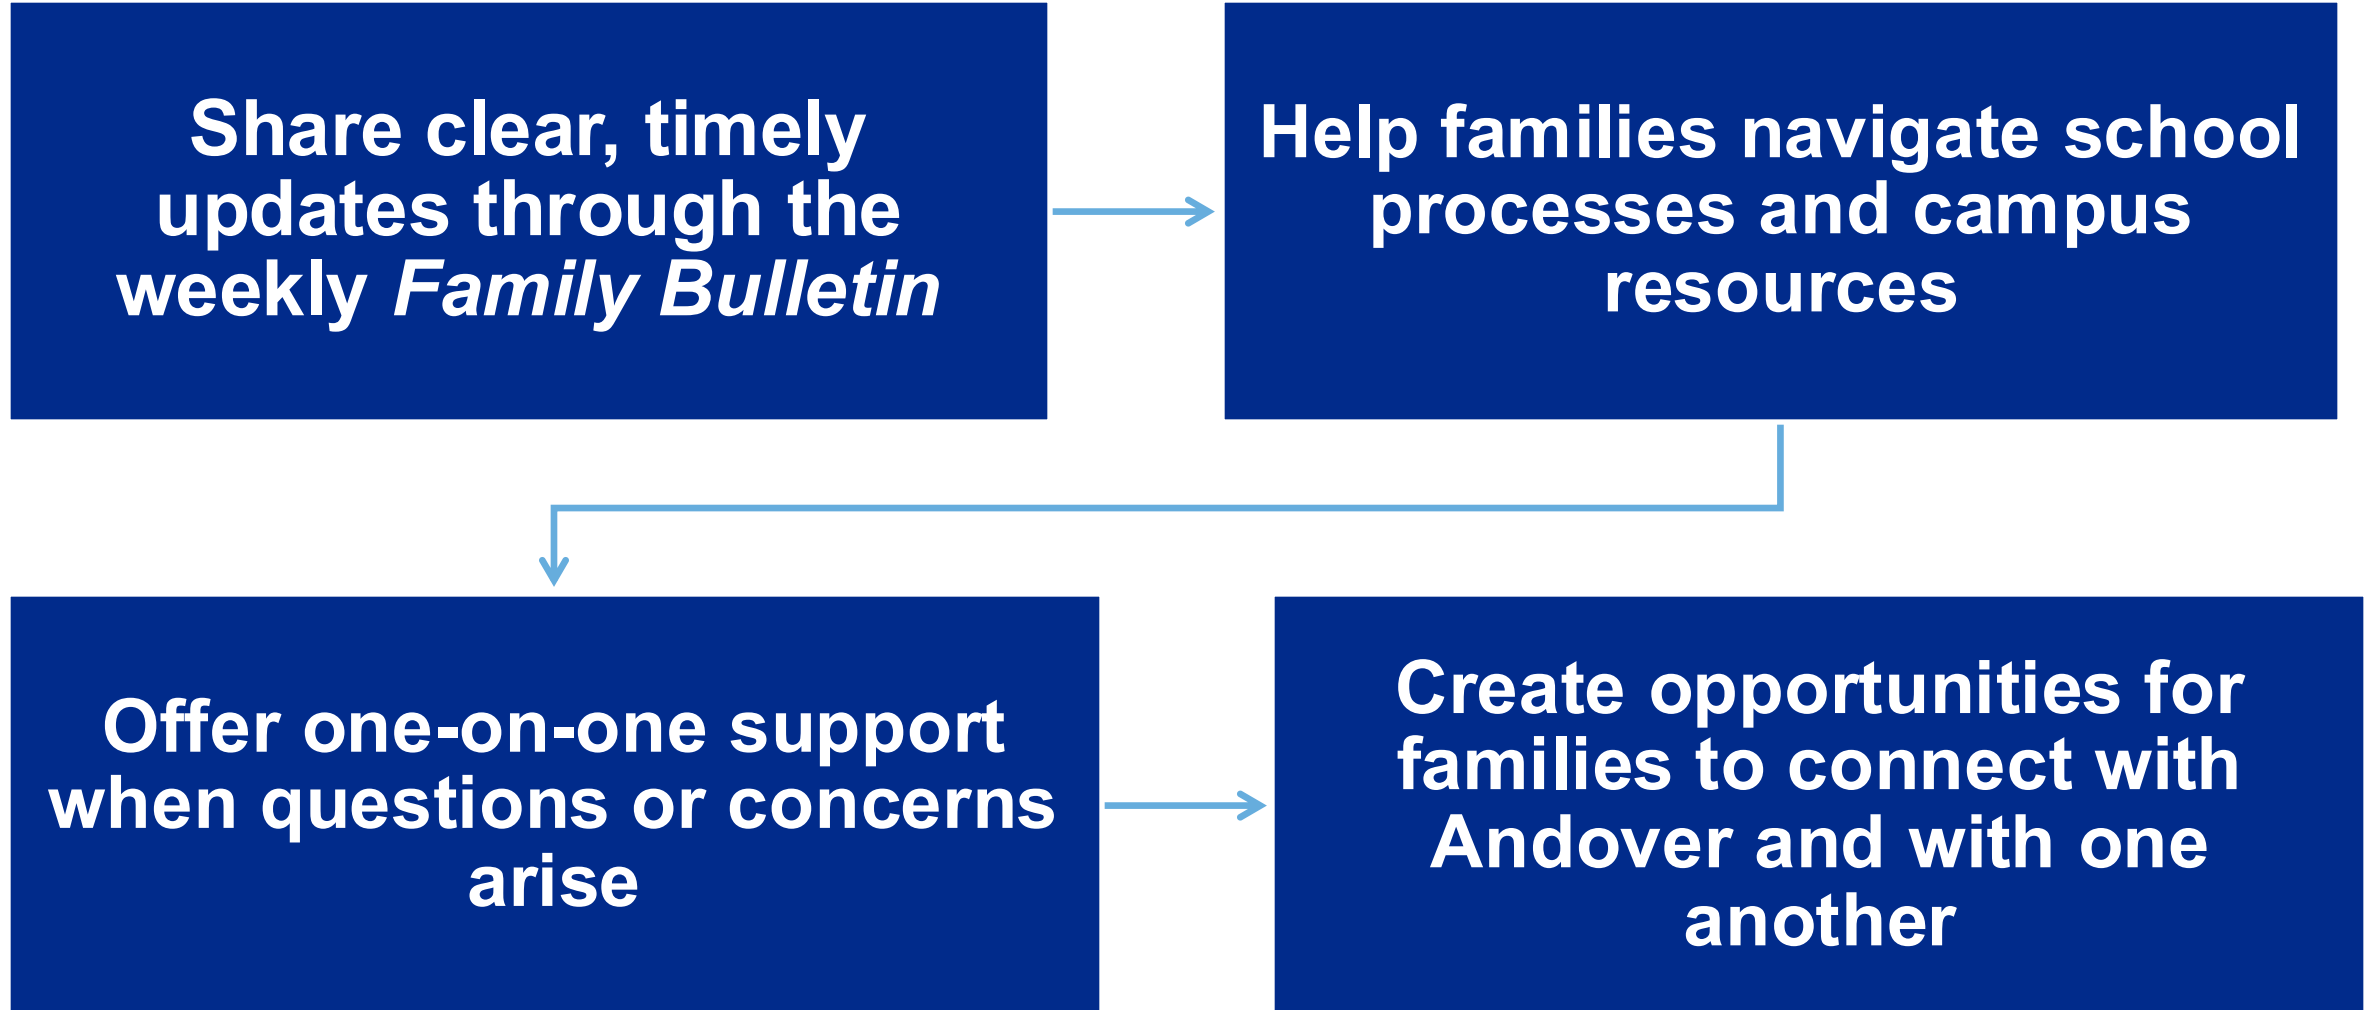 Share clear, timely
updates through the
weekly Family Bulletin
Help families navigate school
processes and campus
resources
Offer one-on-one support
when questions or concerns
arise
Create opportunities for
families to connect with
Andover and with one
another